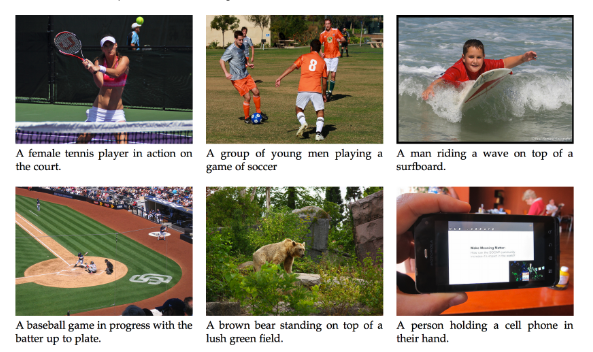 A female tennis player in action on
the court.
A group of young men playing a
game of soccer
8
A man riding a wave on top of a
surfboard.
A baseball game in progress with the
batter up to plate.
A brown bear standing on top of a
lush green field.
A person holding a cell phone in
their hand.